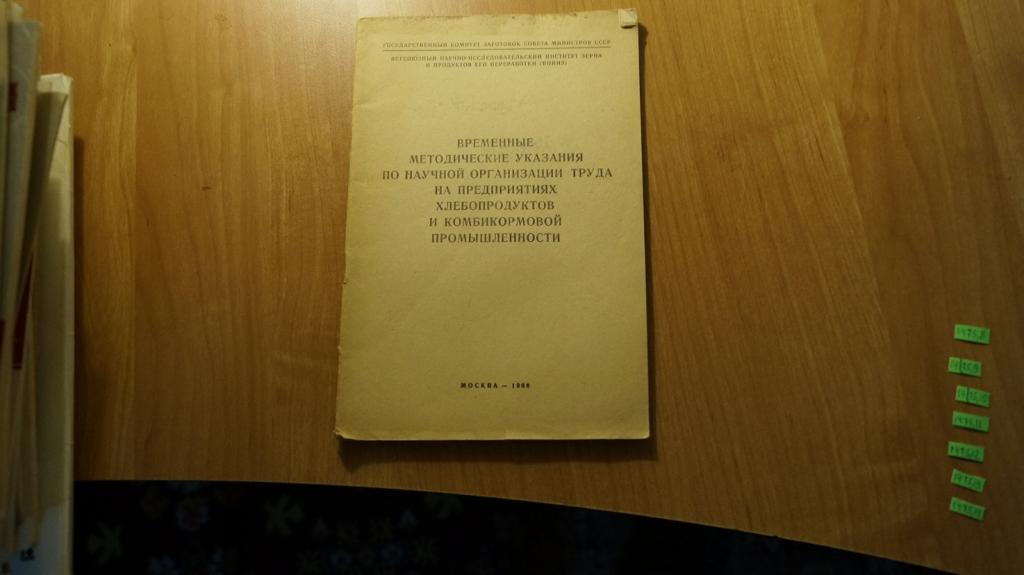 ГОСУДАРСТВЕННЫЙ КОМИТЕТ ЗАГОТОВОК СОВЕТА МИНИСТРОВ СССР
ВСЕСОЮЗНЫЙ НАУЧНО-ИССЛЕДОВАТЕЛЬСКИЙ ИНСТИТУТ ЗЕРНА
И ПРОДУКТОВ ЕГО ПЕРЕРАБОТКИ (ВНИИЗ)
ВРЕМЕННЫЕ
МЕТОДИЧЕСКИЕ УКАЗАНИЯ
ПО НАУЧНОЙ ОРГАНИЗАЦИИ ТРУДА
НА ПРЕДПРИЯТИЯХ
ХЛЕБОПРОДУКТОВ
И КОМБИКОРМОВОЙ
ПРОМЫШЛЕННОСТИ
МОСКВА —